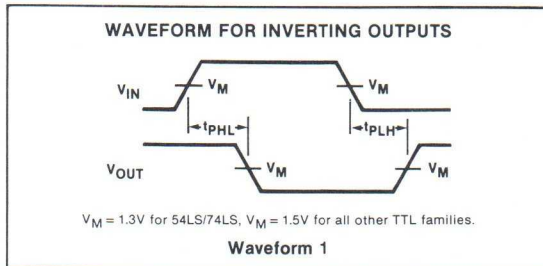 WAVEFORM FOR INVERTING OUTPUTS
VIN
VM
VM
tPHL
tPLH
VOUT
VM
VM
VM = 1.3V for 54LS/74LS, VM = 1.5V for all other TTL families.
Waveform 1